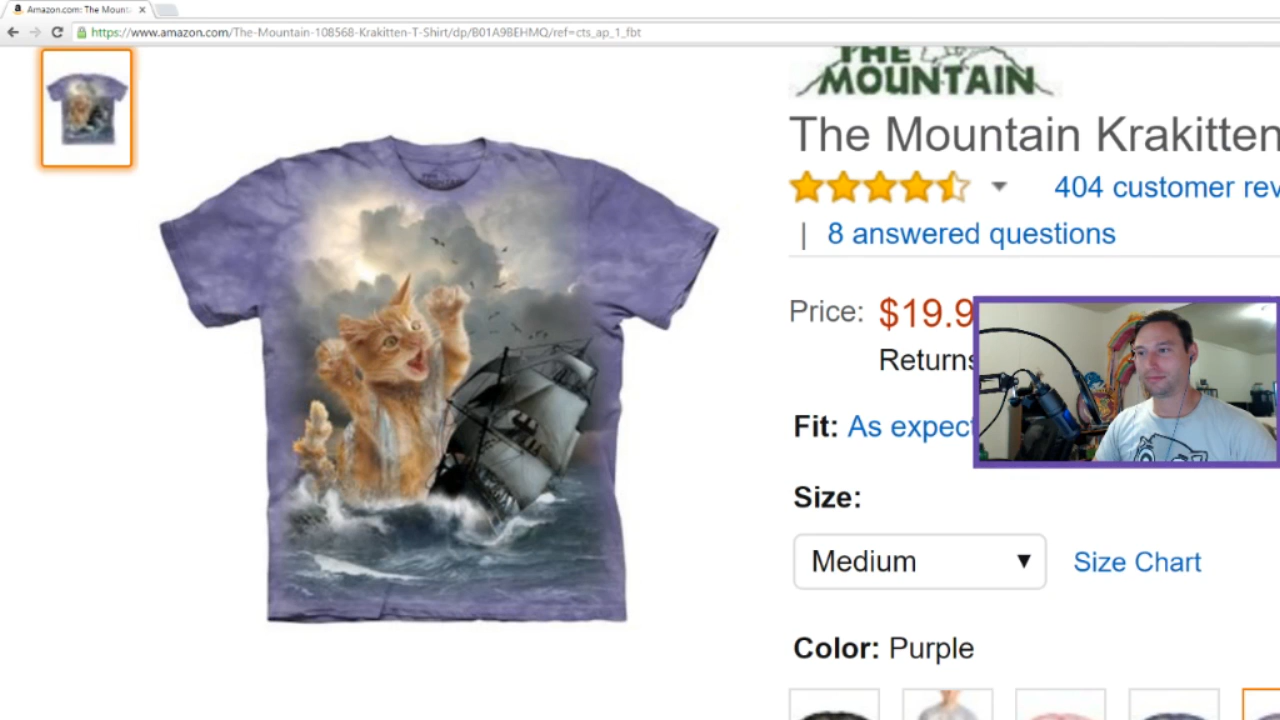 Amazon.com: The Mount
https://www.amazon.com/The-Mountain-108568-Krakitten-T-Shirt/dp/B01A9BEHMQ/ref=cts_ap_1_fbt
THE
MOUNTAIN
The Mountain Krakitten
404 customer rev
| 8 answered questions
Price: $19.9
Returns
Fit: As expect
Size:
Medium
Size Chart
Color: Purple